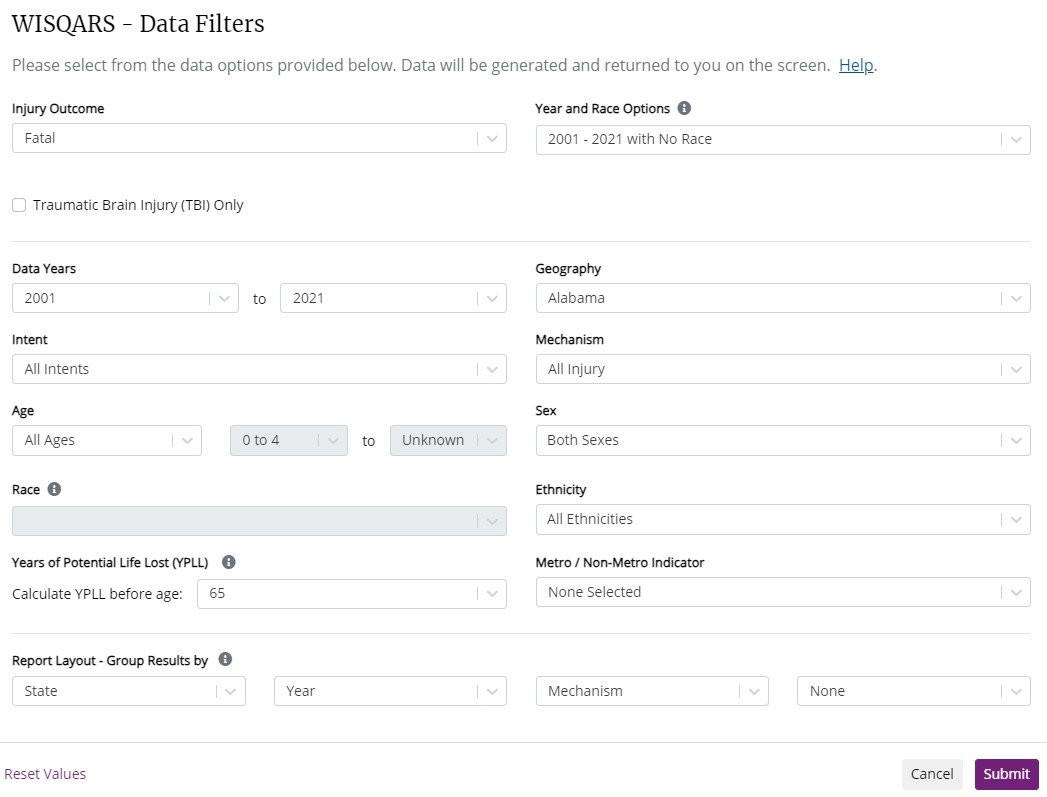 WISQARS - Data Filters
Please select from the data options provided below. Data will be generated and returned to you on the screen. Help.
Injury Outcome
Fatal
Year and Race Options
2001 - 2021 with No Race
Traumatic Brain Injury (TBI) Only
Data Years
2001 to 2021
Geography
Alabama
Intent
All Intents
Mechanism
All Injury
Age
All Ages 0 to 4 to Unknown
Sex
Both Sexes
Race
Ethnicity
All Ethnicities
Years of Potential Life Lost (YPLL)
Calculate YPLL before age: 65
Metro / Non-Metro Indicator
None Selected
Report Layout - Group Results by
State Year Mechanism None
Reset Values Cancel Submit